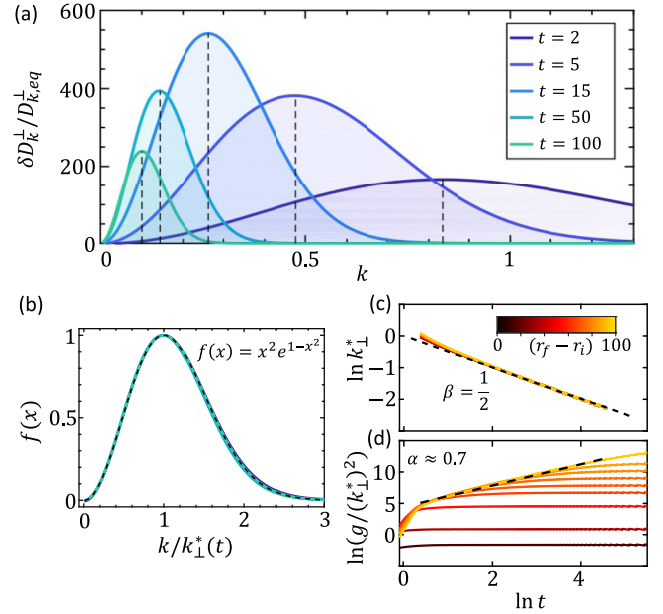 (a)
δD_k^⊥/D_{k,eq}^⊥
600
400
200
0
0
0.5
1
k
t = 2
t = 5
t = 15
t = 50
t = 100
(b)
f(x)
1
0.5
0
0
1
2
3
k/k_⊥^*(t)
f(x) = x^2e^{1−x^2}
(c)
ln k_⊥^*
0
−1
−2
0
(r_f − r_i)
100
β = 1/2
(d)
ln(g/(k_⊥^*)^2)
10
5
0
α ≈ 0.7
0
2
4
ln t